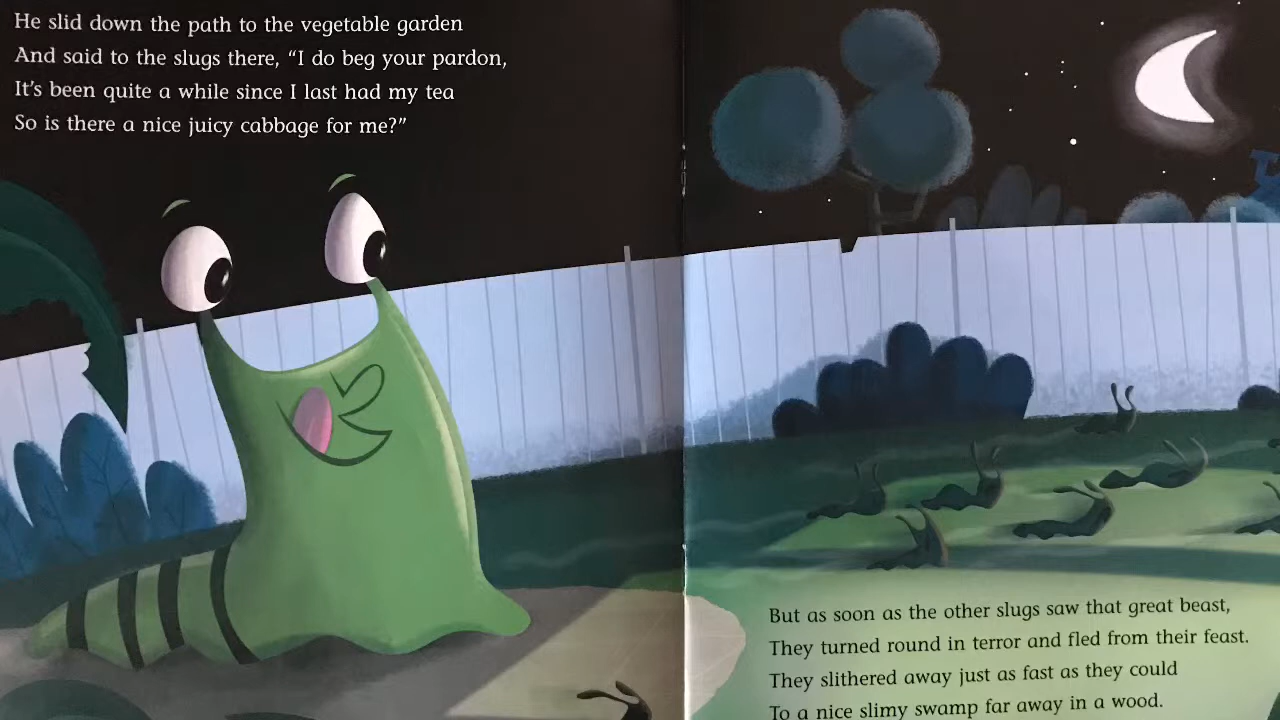 He slid down the path to the vegetable garden
And said to the slugs there, “I do beg your pardon,
It’s been quite a while since I last had my tea
So is there a nice juicy cabbage for me?”
But as soon as the other slugs saw that great beast,
They turned round in terror and fled from their feast.
They slithered away just as fast as they could
To a nice slimy swamp far away in a wood.